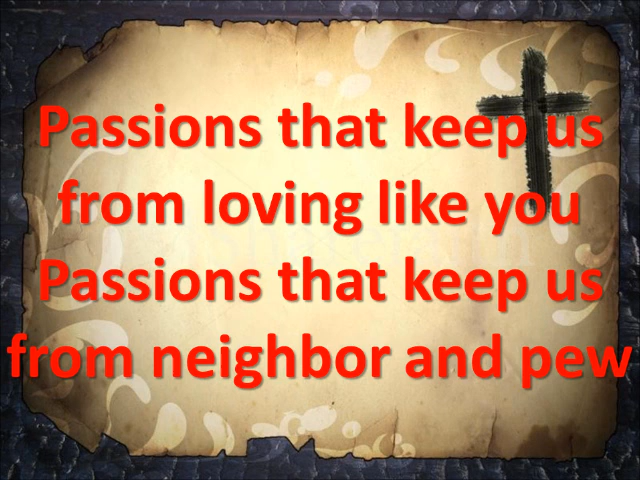 Passions that keep us
from loving like you
Passions that keep us
from neighbor and pew